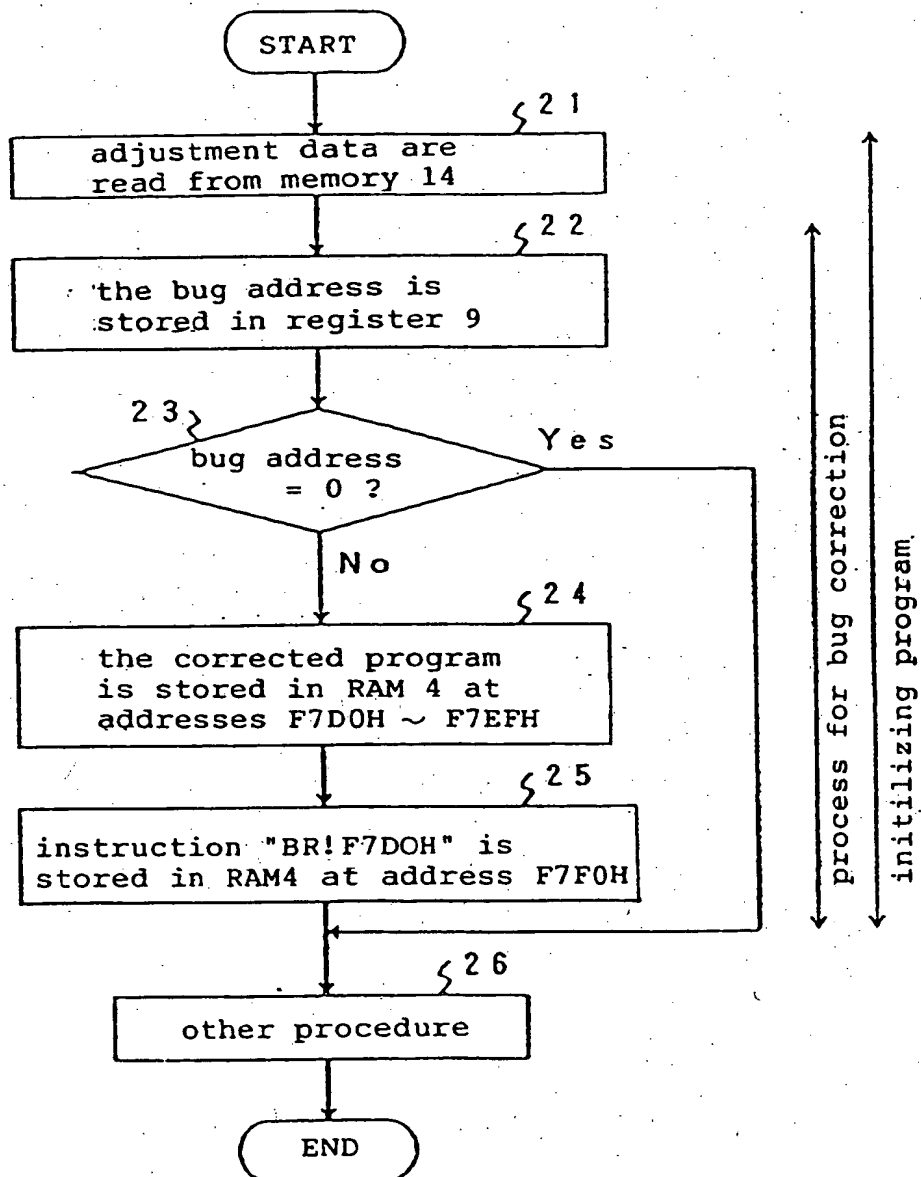 START
21
adjustment data are
read from memory 14
22
the bug address is
stored in register 9
23
bug address
= 0 ?
Yes
No
24
the corrected program
is stored in RAM 4 at
addresses F7D0H ~ F7EFH
25
instruction "BR!F7D0H" is
stored in RAM4 at address F7F0H
26
other procedure
END
process for bug correction
initilizing program